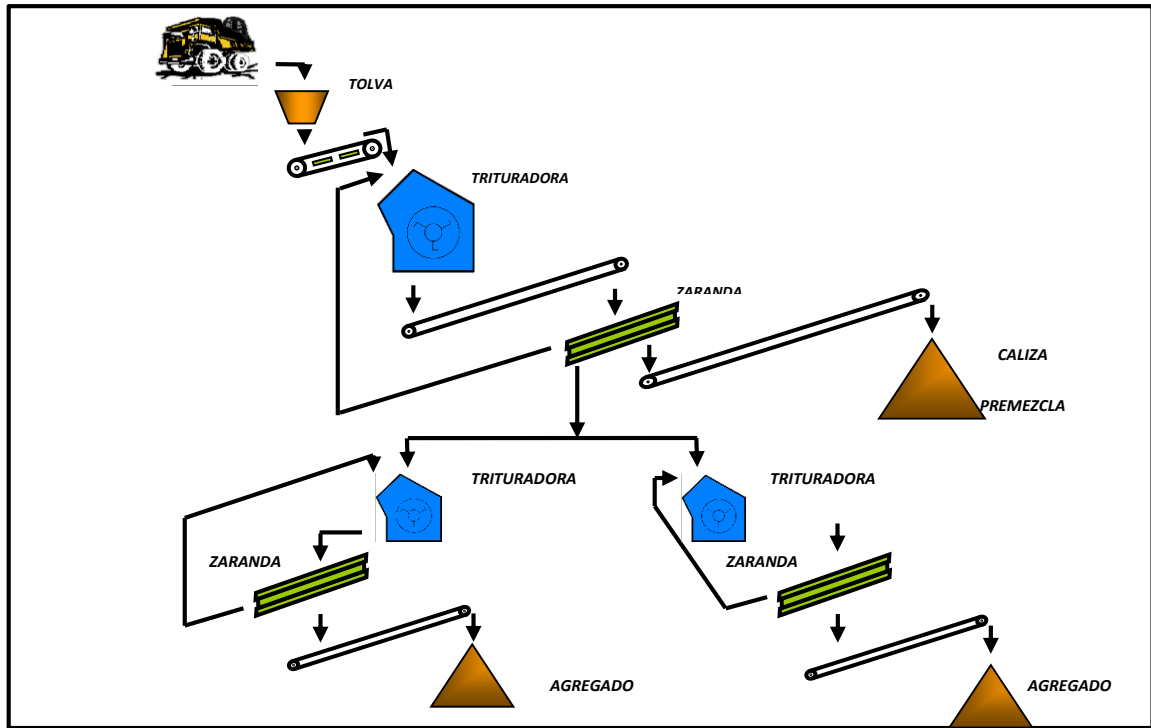 TOLVA
TRITURADORA
ZARANDA
CALIZA
PREMEZCLA
TRITURADORA
TRITURADORA
ZARANDA
ZARANDA
AGREGADO
AGREGADO